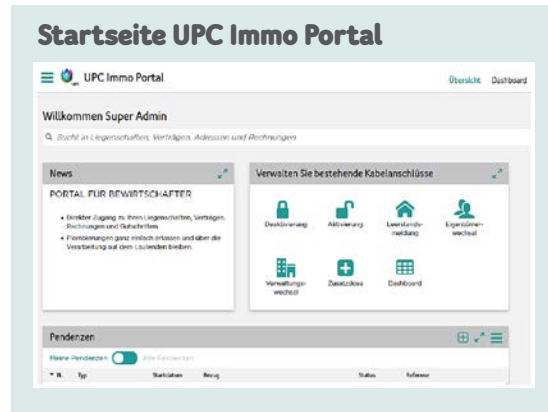 Startseite UPC Immo Portal
UPC Immo Portal
Übersicht Dashboard
Willkommen Super Admin
Sucht in Liegenschaften, Verträgen, Adressen und Rechnungen
News
PORTAL FÜR BEWIRTSCHAFTER
Direkter Zugang zu Ihren Liegenschaften, Verträgen,
Rechnungen und Gutschriften
Plombierungen ganz einfach erfassen und über die
Verarbeitung auf dem Laufenden bleiben.
Verwalten Sie bestehende Kabelanschlüsse
Deaktivierung Aktivierung Leerstands-
meldung Eigentümer-
wechsel
Verwaltungs-
wechsel Zusatzdose Dashboard
Pendenzen
Meine Pendenzen Alle Pendenzen
Typ Startdatum Bezug Status Referenz